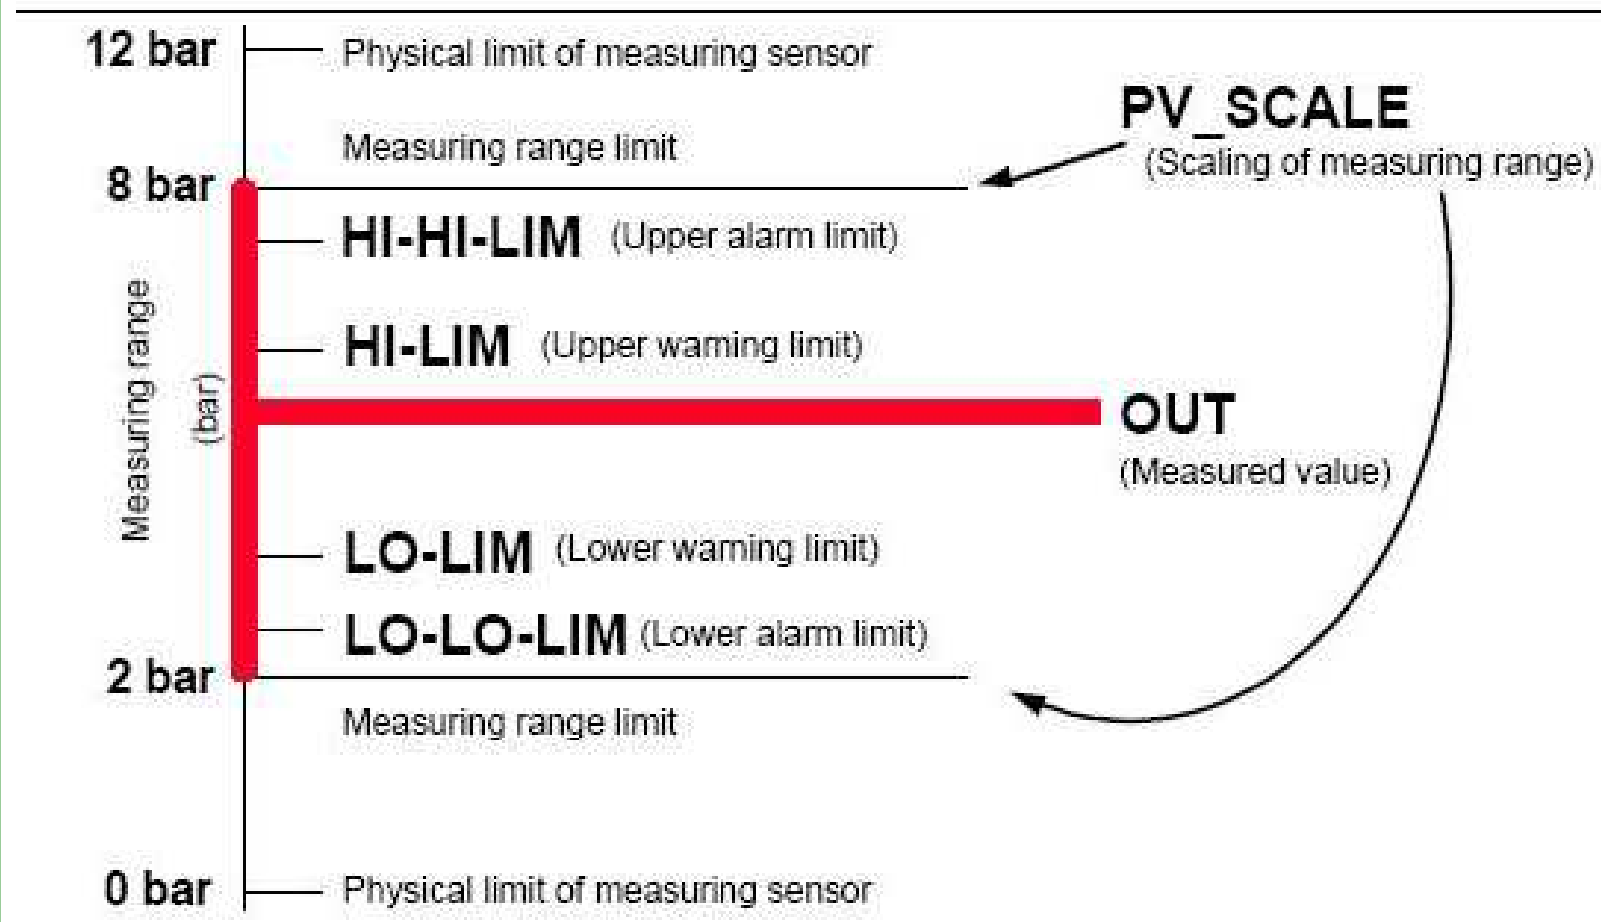 12 bar Physical limit of measuring sensor
PV_SCALE
(Scaling of measuring range)
Measuring range limit
8 bar
HI-HI-LIM (Upper alarm limit)
HI-LIM (Upper warning limit)
Measuring range
(bar)
OUT
(Measured value)
LO-LIM (Lower warning limit)
LO-LO-LIM (Lower alarm limit)
2 bar
Measuring range limit
0 bar Physical limit of measuring sensor